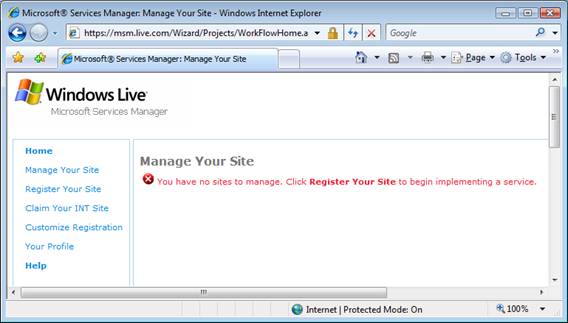 Microsoft® Services Manager: Manage Your Site - Windows Internet Explorer
https://msm.live.com/Wizard/Projects/WorkFlowHome.a
Google
Microsoft® Services Manager: Manage Your Site
Page
Tools
Windows Live™
Microsoft Services Manager
Home
Manage Your Site
Register Your Site
Claim Your INT Site
Customize Registration
Your Profile
Help
Manage Your Site
You have no sites to manage. Click Register Your Site to begin implementing a service.
Internet | Protected Mode: On
100%